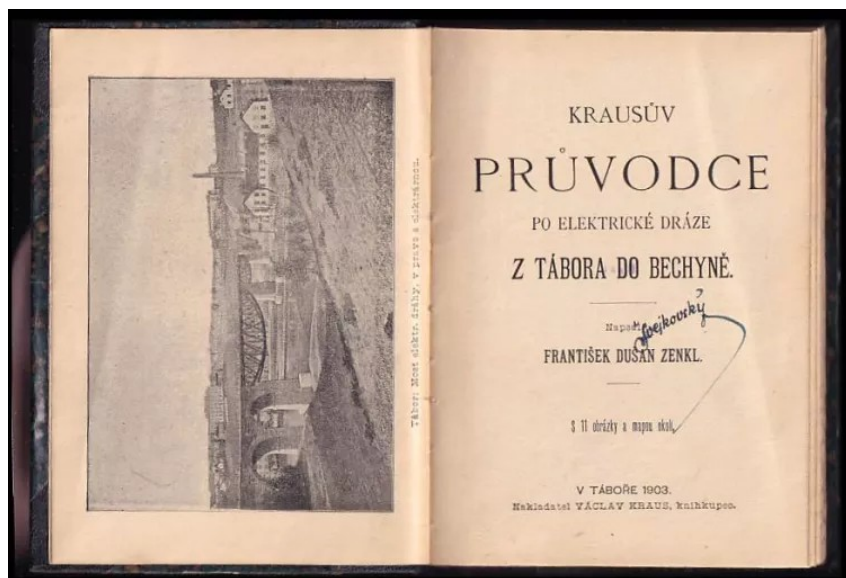 Tábor: Most elektr. dráhy, v pravo s elektrárnou.
KRAUSŮV
PRŮVODCE
PO ELEKTRICKÉ DRÁZE
Z TÁBORA DO BECHYNĚ.
Napsal
Švejkovský
FRANTIŠEK DUŠAN ZENKL.
S 11 obrázky a mapou okolí.
V TÁBOŘE 1903.
Nakladatel VÁCLAV KRAUS, knihkupec.